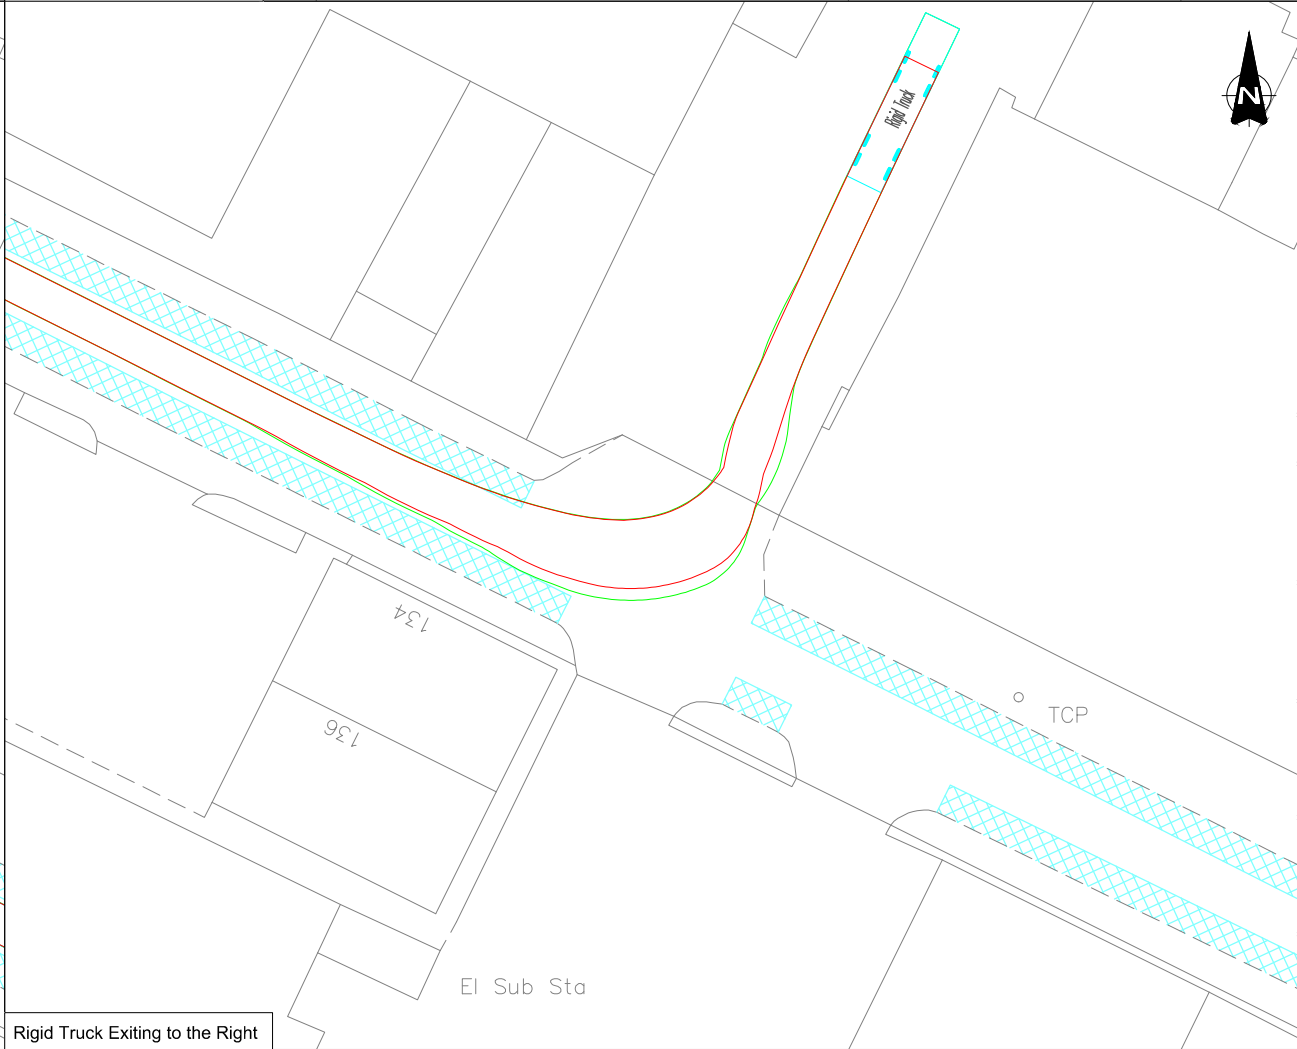 Rigid Truck
N
134
136
TCP
El Sub Sta
Rigid Truck Exiting to the Right